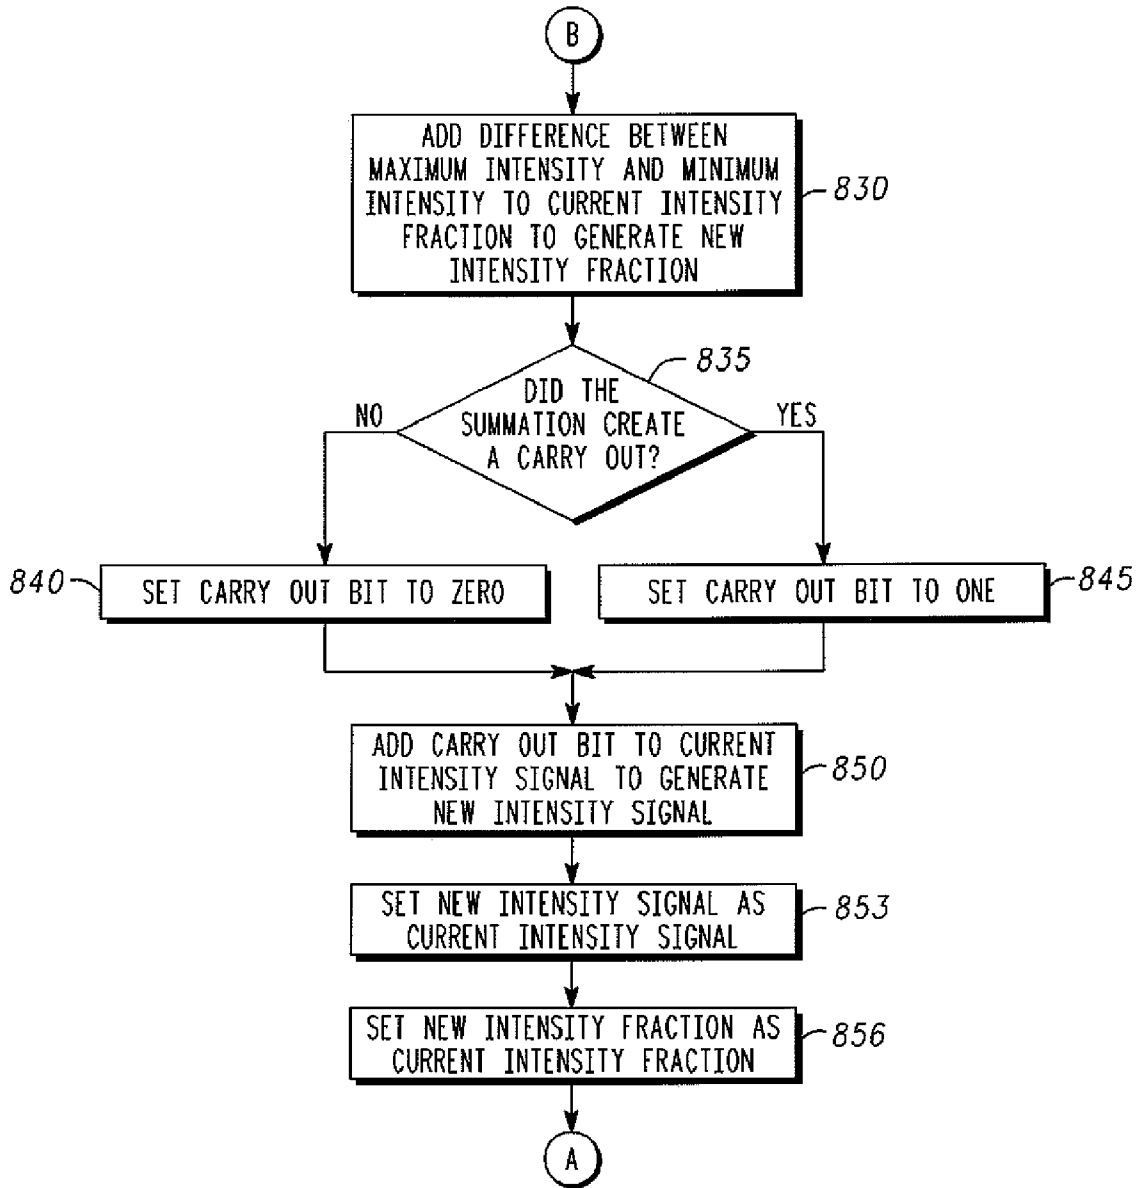 B
ADD DIFFERENCE BETWEEN
MAXIMUM INTENSITY AND MINIMUM
INTENSITY TO CURRENT INTENSITY
FRACTION TO GENERATE NEW
INTENSITY FRACTION
830
DID THE
SUMMATION CREATE
A CARRY OUT?
835
NO
YES
840
SET CARRY OUT BIT TO ZERO
SET CARRY OUT BIT TO ONE
845
ADD CARRY OUT BIT TO CURRENT
INTENSITY SIGNAL TO GENERATE
NEW INTENSITY SIGNAL
850
SET NEW INTENSITY SIGNAL AS
CURRENT INTENSITY SIGNAL
853
SET NEW INTENSITY FRACTION AS
CURRENT INTENSITY FRACTION
856
A